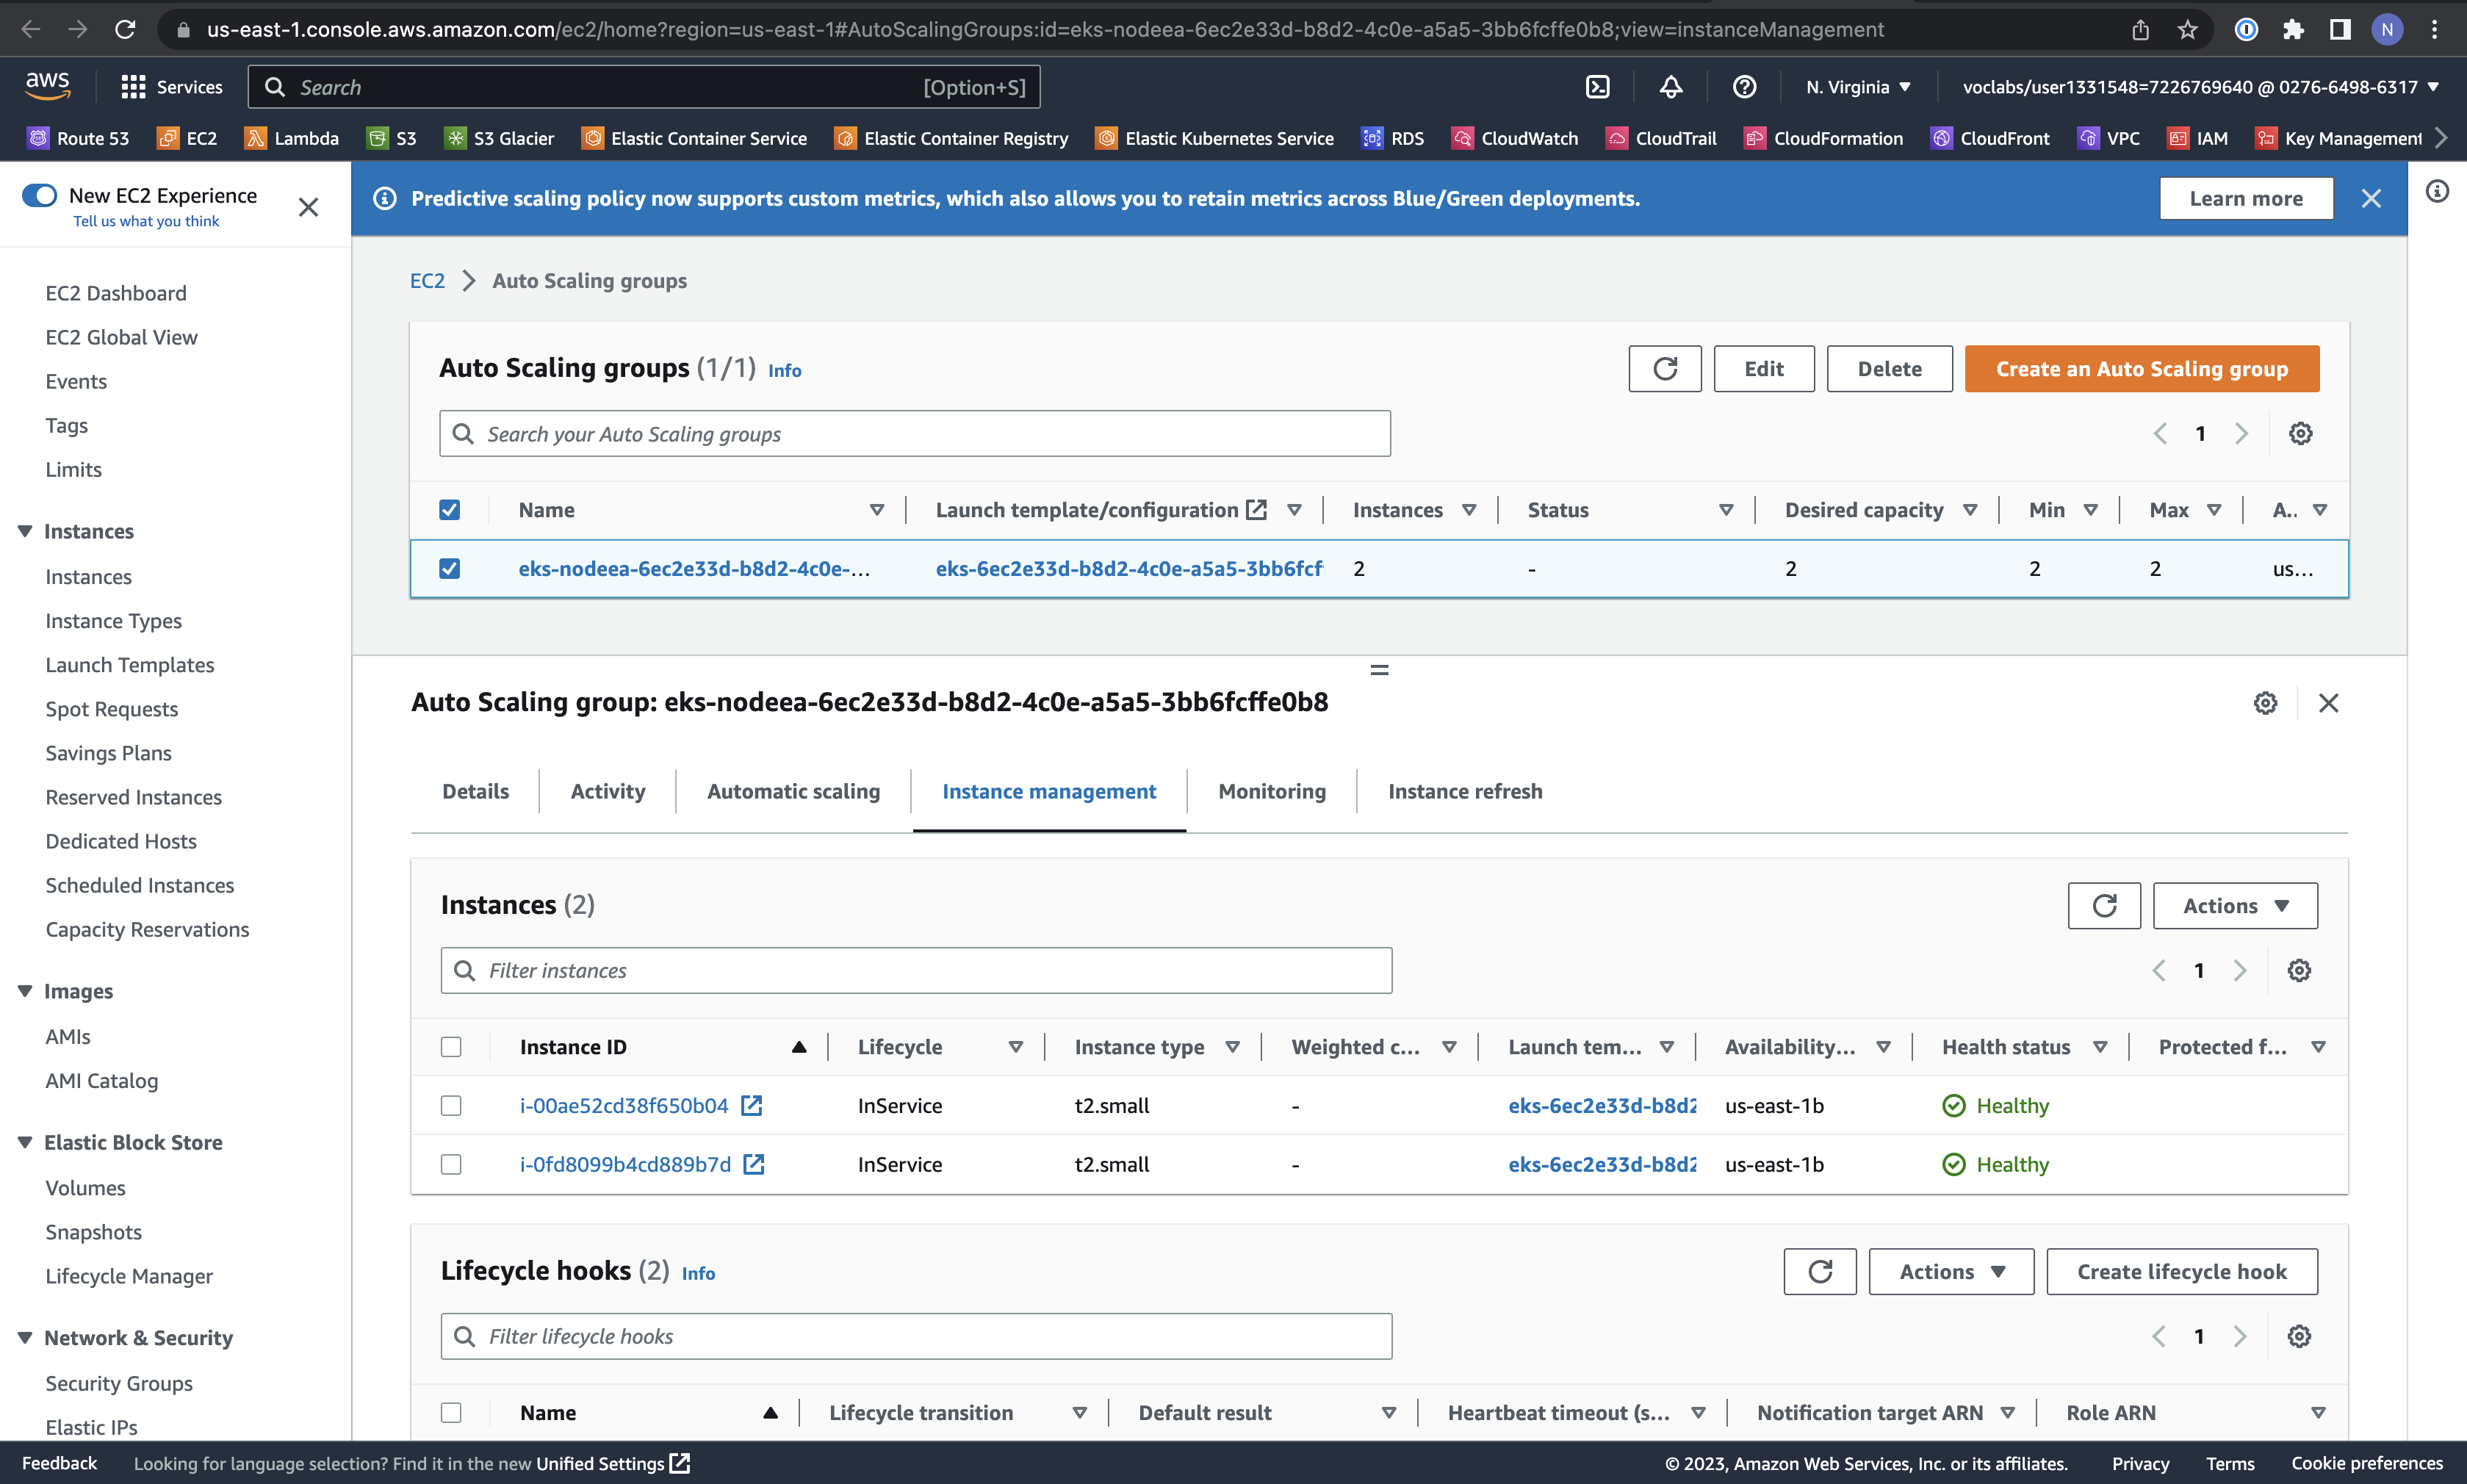 us-east-1.console.aws.amazon.com/ec2/home?region=us-east-1#AutoScalingGroups:id=eks-nodeea-6ec2e33d-b8d2-4c0e-a5a5-3bb6fcffe0b8;view=instanceManagement N
aws Services Search [Option+S] N. Virginia voclabs/user1331548=7226769640 @ 0276-6498-6317
Route 53 EC2 Lambda S3 S3 Glacier Elastic Container Service Elastic Container Registry Elastic Kubernetes Service RDS CloudWatch CloudTrail CloudFormation CloudFront VPC IAM Key Management
New EC2 Experience
Tell us what you think
EC2 Dashboard
EC2 Global View
Events
Tags
Limits
Instances
Instances
Instance Types
Launch Templates
Spot Requests
Savings Plans
Reserved Instances
Dedicated Hosts
Scheduled Instances
Capacity Reservations
Images
AMIs
AMI Catalog
Elastic Block Store
Volumes
Snapshots
Lifecycle Manager
Network & Security
Security Groups
Elastic IPs
Predictive scaling policy now supports custom metrics, which also allows you to retain metrics across Blue/Green deployments. Learn more
EC2 > Auto Scaling groups
Auto Scaling groups (1/1) Info Edit Delete Create an Auto Scaling group
Search your Auto Scaling groups 1
Name Launch template/configuration Instances Status Desired capacity Min Max A..
eks-nodeea-6ec2e33d-b8d2-4c0e-... eks-6ec2e33d-b8d2-4c0e-a5a5-3bb6fcf 2 - 2 2 2 us...
Auto Scaling group: eks-nodeea-6ec2e33d-b8d2-4c0e-a5a5-3bb6fcffe0b8
Details Activity Automatic scaling Instance management Monitoring Instance refresh
Instances (2) Actions
Filter instances 1
Instance ID Lifecycle Instance type Weighted c... Launch tem... Availability... Health status Protected f...
i-00ae52cd38f650b04 InService t2.small - eks-6ec2e33d-b8d2 us-east-1b Healthy
i-0fd8099b4cd889b7d InService t2.small - eks-6ec2e33d-b8d2 us-east-1b Healthy
Lifecycle hooks (2) Info Actions Create lifecycle hook
Filter lifecycle hooks 1
Name Lifecycle transition Default result Heartbeat timeout (s... Notification target ARN Role ARN
Feedback Looking for language selection? Find it in the new Unified Settings © 2023, Amazon Web Services, Inc. or its affiliates. Privacy Terms Cookie preferences